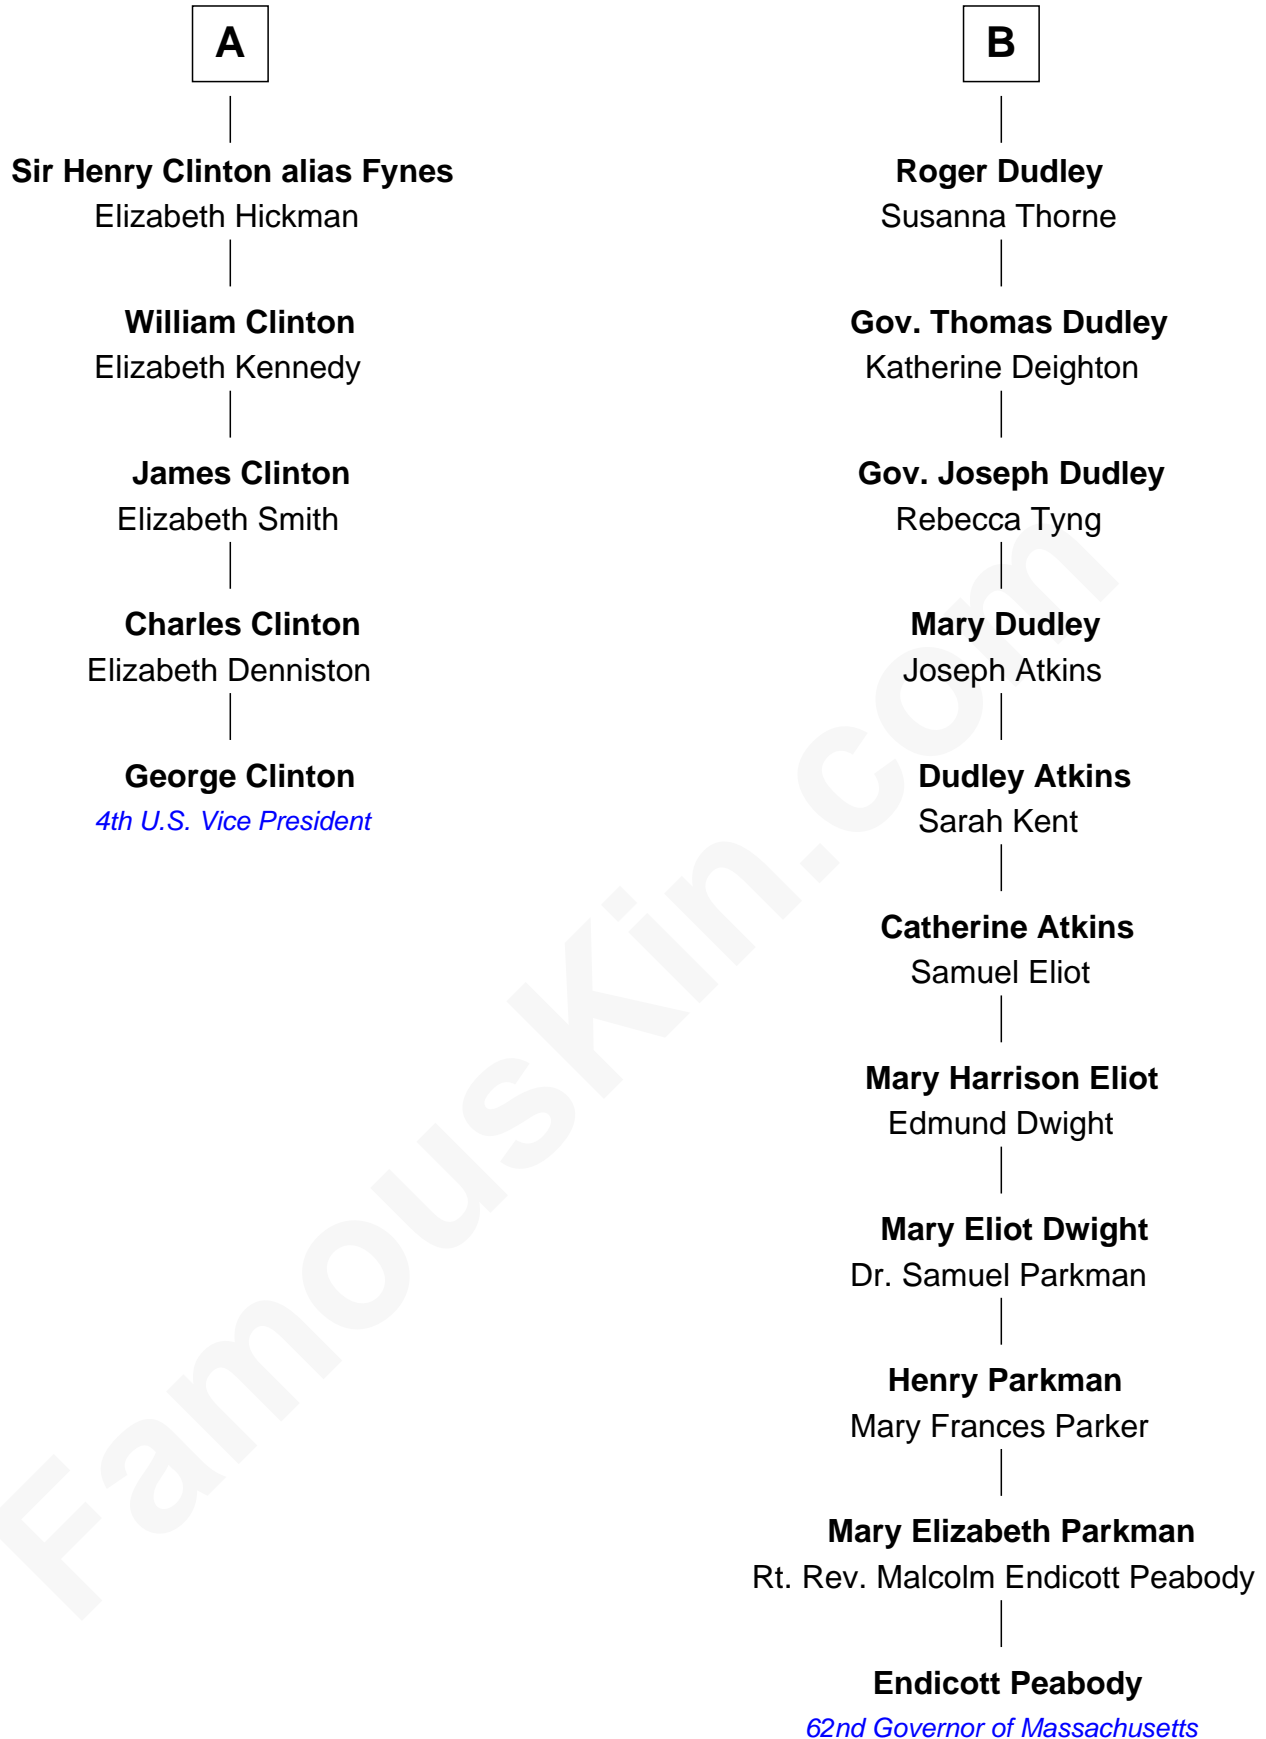 A
Sir Henry Clinton alias Fynes
Elizabeth Hickman
William Clinton
Elizabeth Kennedy
James Clinton
Elizabeth Smith
Charles Clinton
Elizabeth Denniston
George Clinton
4th U.S. Vice President
B
Roger Dudley
Susanna Thorne
Gov. Thomas Dudley
Katherine Deighton
Gov. Joseph Dudley
Rebecca Tyng
Mary Dudley
Joseph Atkins
Dudley Atkins
Sarah Kent
Catherine Atkins
Samuel Eliot
Mary Harrison Eliot
Edmund Dwight
Mary Eliot Dwight
Dr. Samuel Parkman
Henry Parkman
Mary Frances Parker
Mary Elizabeth Parkman
Rt. Rev. Malcolm Endicott Peabody
Endicott Peabody
62nd Governor of Massachusetts
FamousKin.com